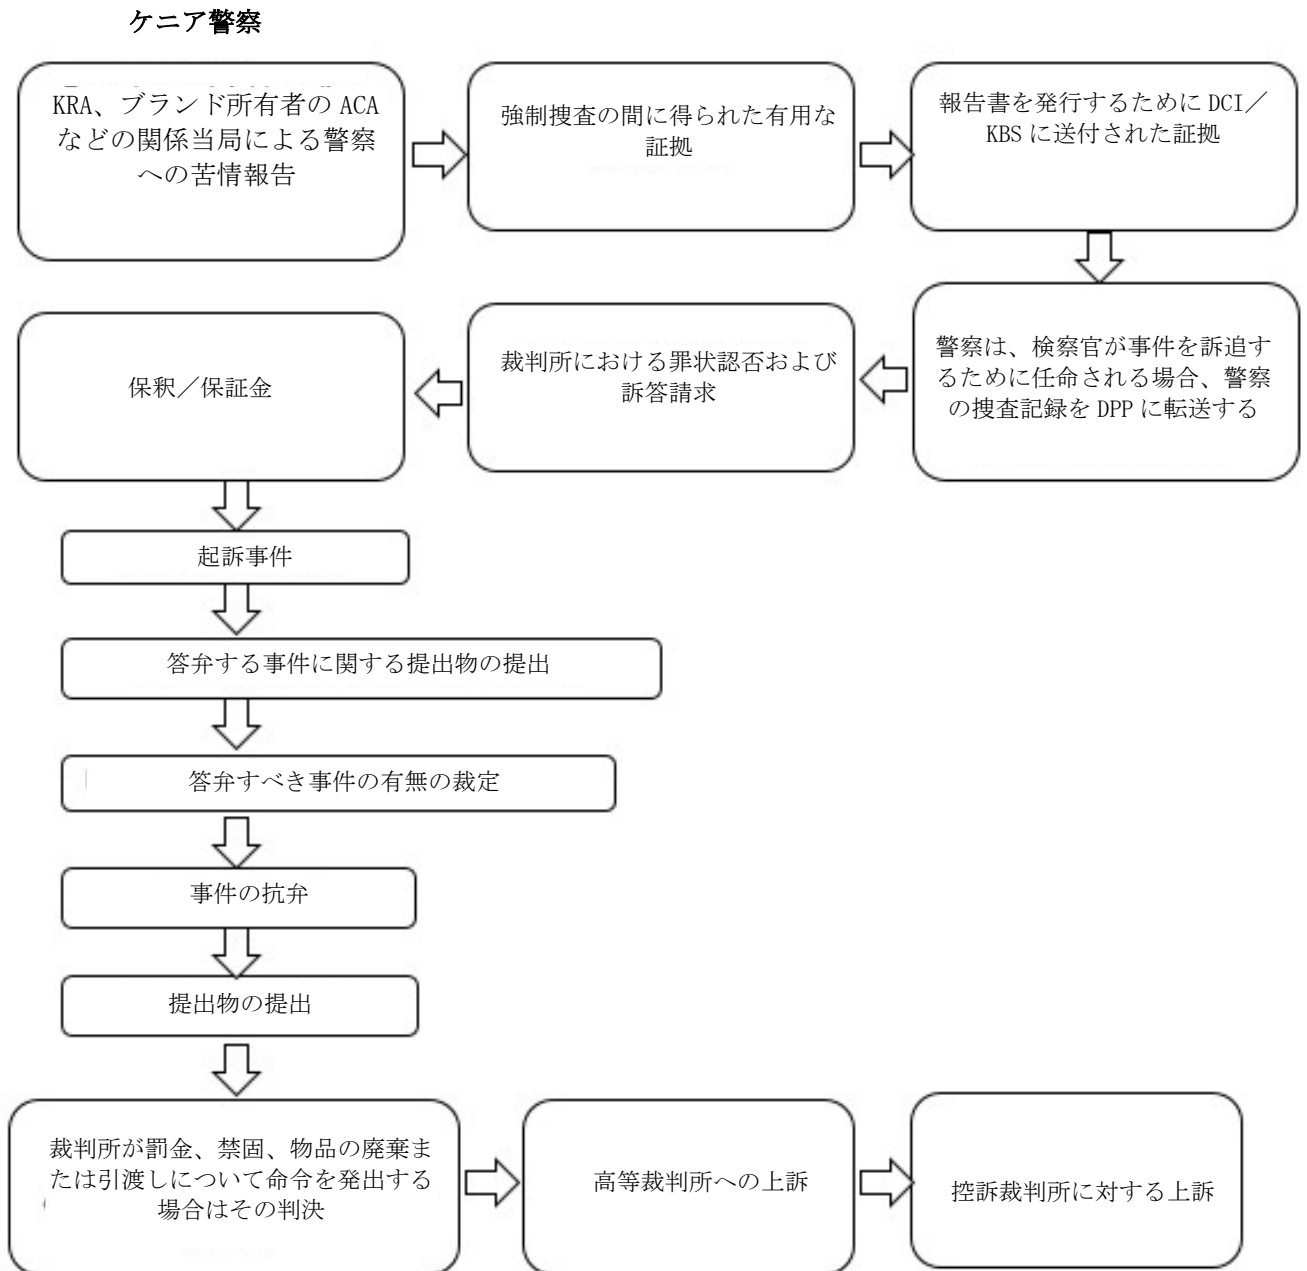 ケニア警察
KRA、ブランド所有者の ACA
などの関係当局による警察
への苦情報告
強制捜査の間に得られた有用な
証拠
報告書を発行するために DCI／
KBS に送付された証拠
警察は、検察官が事件を訴追す
るために任命される場合、警察
の捜査記録を DPP に転送する
裁判所における罪状認否および
訴答請求
保釈／保証金
起訴事件
答弁する事件に関する提出物の提出
答弁すべき事件の有無の裁定
事件の抗弁
提出物の提出
裁判所が罰金、禁固、物品の廃棄ま
たは引渡しについて命令を発出する
場合はその判決
高等裁判所への上訴
控訴裁判所に対する上訴